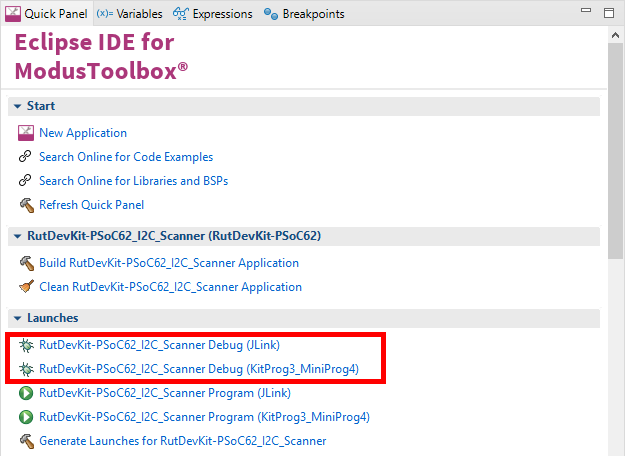 Quick Panel (x)= Variables Expressions Breakpoints
Eclipse IDE for
ModusToolbox®
Start
New Application
Search Online for Code Examples
Search Online for Libraries and BSPs
Refresh Quick Panel
RutDevKit-PSoC62_I2C_Scanner (RutDevKit-PSoC62)
Build RutDevKit-PSoC62_I2C_Scanner Application
Clean RutDevKit-PSoC62_I2C_Scanner Application
Launches
RutDevKit-PSoC62_I2C_Scanner Debug (JLink)
RutDevKit-PSoC62_I2C_Scanner Debug (KitProg3_MiniProg4)
RutDevKit-PSoC62_I2C_Scanner Program (JLink)
RutDevKit-PSoC62_I2C_Scanner Program (KitProg3_MiniProg4)
Generate Launches for RutDevKit-PSoC62_I2C_Scanner